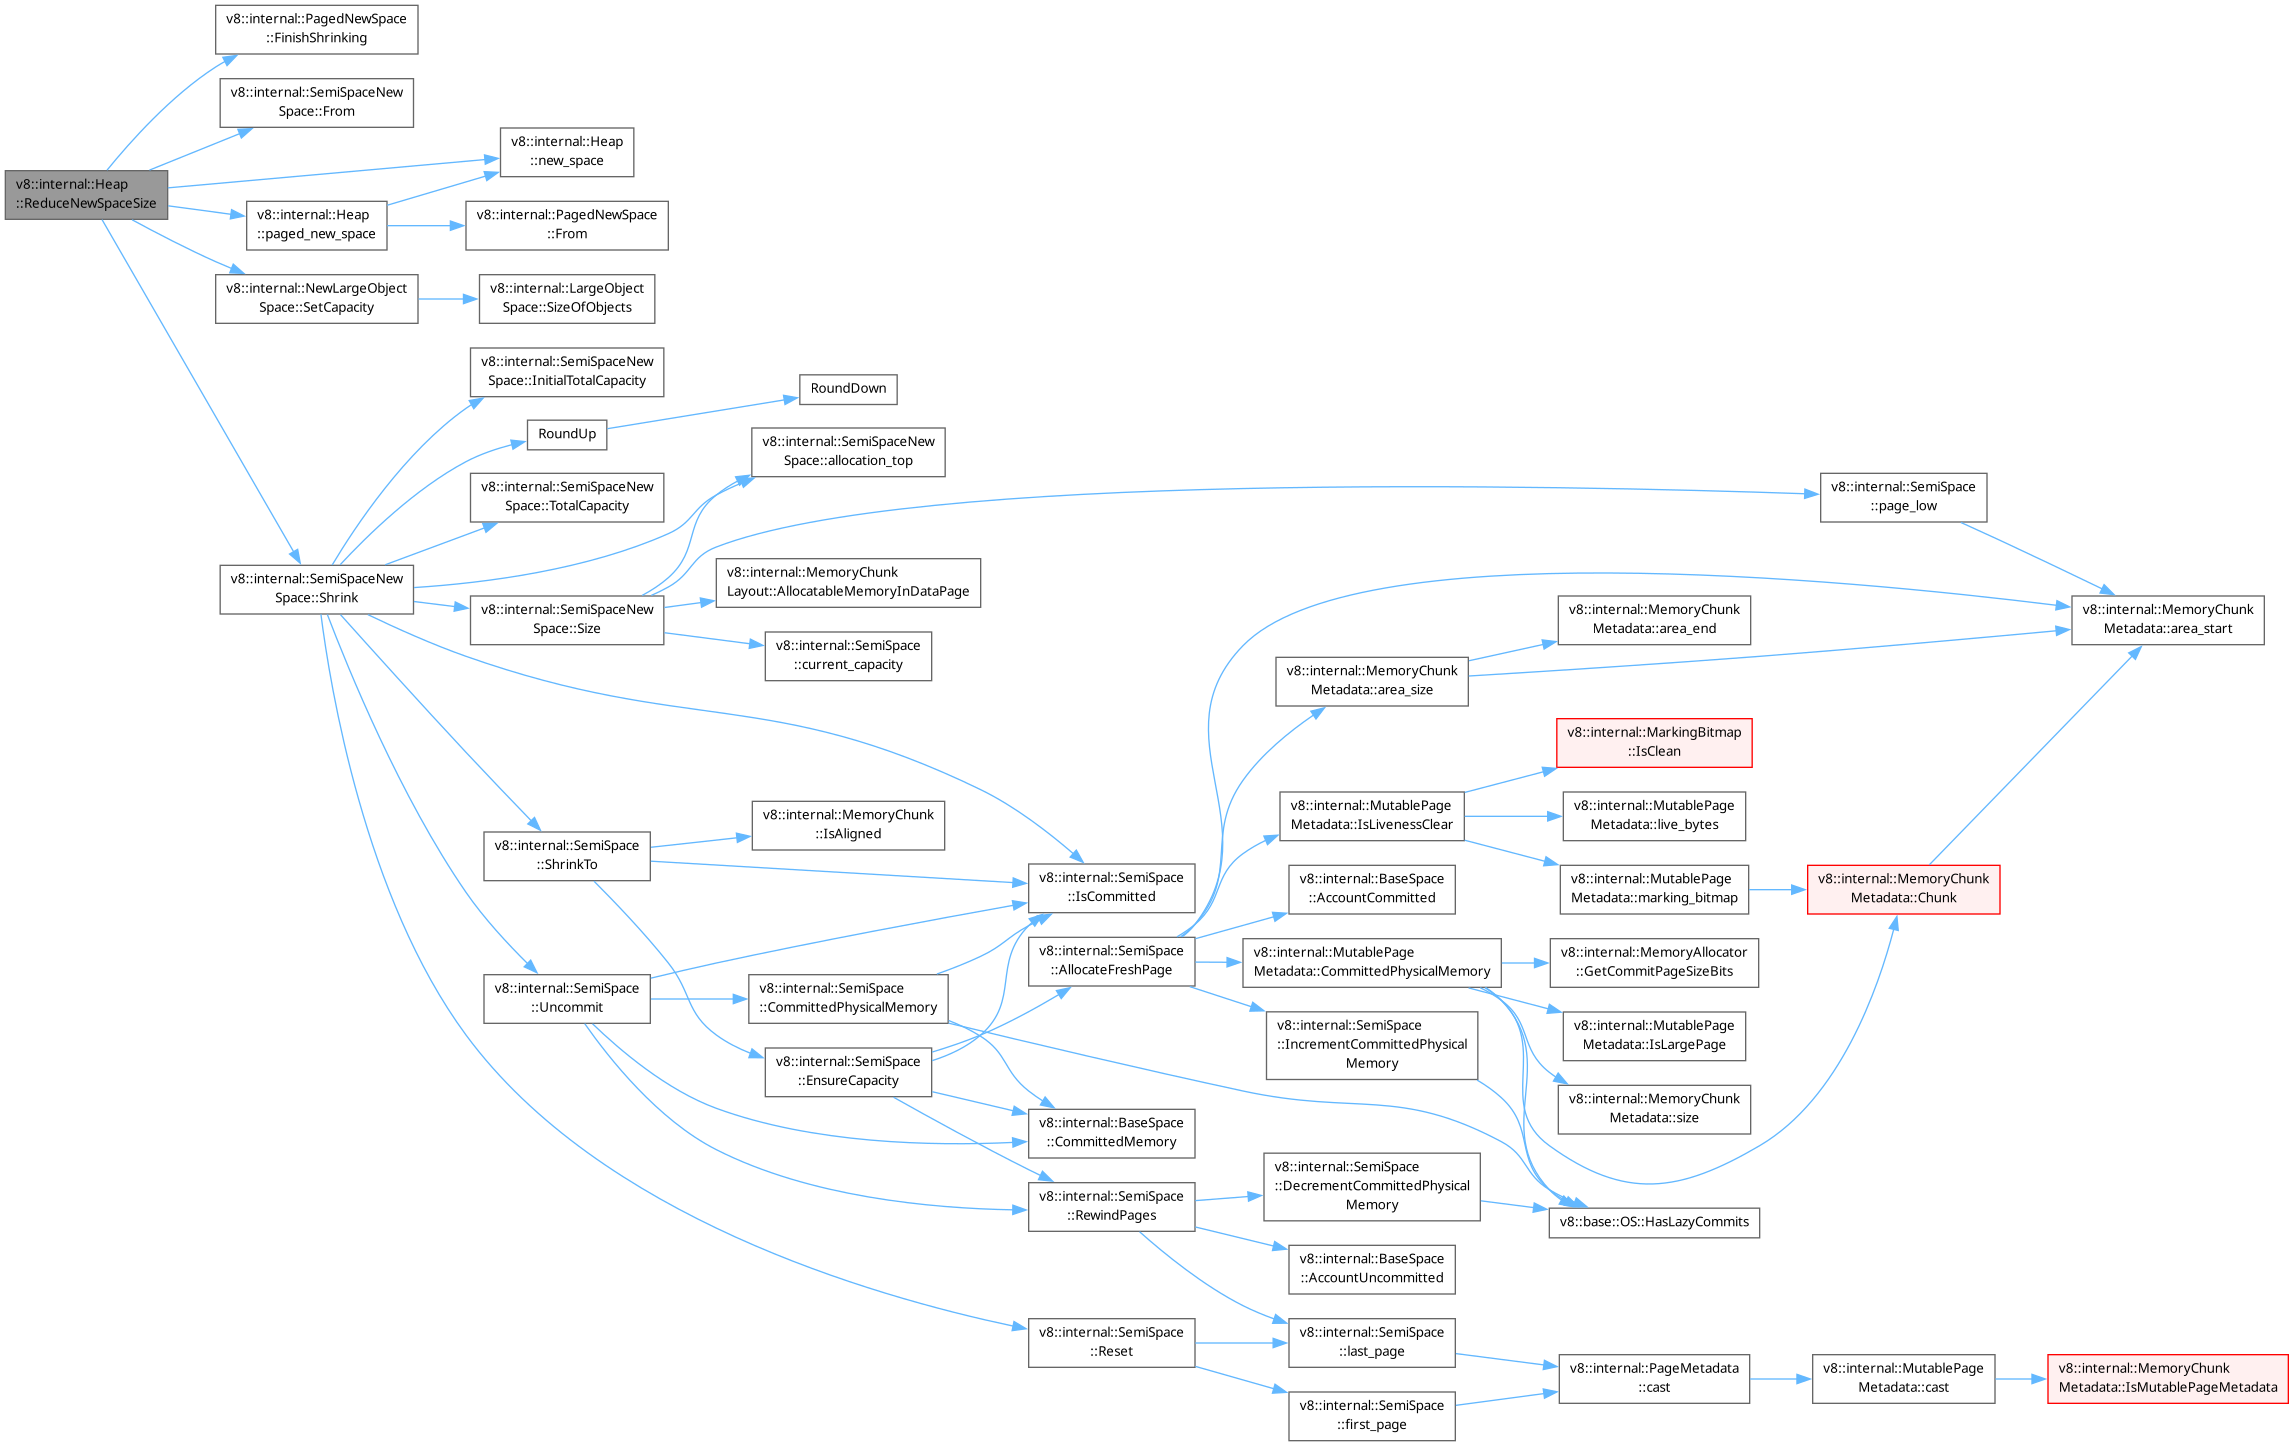 v8::internal::PagedNewSpace
::FinishShrinking
v8::internal::SemiSpaceNew
Space::From
v8::internal::Heap
::new_space
v8::internal::Heap
::ReduceNewSpaceSize
v8::internal::Heap
::paged_new_space
v8::internal::PagedNewSpace
::From
v8::internal::NewLargeObject
Space::SetCapacity
v8::internal::LargeObject
Space::SizeOfObjects
v8::internal::SemiSpaceNew
Space::InitialTotalCapacity
RoundDown
RoundUp
v8::internal::SemiSpaceNew
Space::allocation_top
v8::internal::SemiSpaceNew
Space::TotalCapacity
v8::internal::SemiSpace
::page_low
v8::internal::SemiSpaceNew
Space::Shrink
v8::internal::SemiSpaceNew
Space::Size
v8::internal::MemoryChunk
Layout::AllocatableMemoryInDataPage
v8::internal::SemiSpace
::current_capacity
v8::internal::MemoryChunk
Metadata::area_end
v8::internal::MemoryChunk
Metadata::area_start
v8::internal::MemoryChunk
Metadata::area_size
v8::internal::MarkingBitmap
::IsClean
v8::internal::MutablePage
Metadata::IsLivenessClear
v8::internal::MutablePage
Metadata::live_bytes
v8::internal::MutablePage
Metadata::marking_bitmap
v8::internal::MemoryChunk
Metadata::Chunk
v8::internal::SemiSpace
::ShrinkTo
v8::internal::MemoryChunk
::IsAligned
v8::internal::SemiSpace
::IsCommitted
v8::internal::BaseSpace
::AccountCommitted
v8::internal::SemiSpace
::AllocateFreshPage
v8::internal::MutablePage
Metadata::CommittedPhysicalMemory
v8::internal::MemoryAllocator
::GetCommitPageSizeBits
v8::internal::SemiSpace
::Uncommit
v8::internal::SemiSpace
::CommittedPhysicalMemory
v8::internal::SemiSpace
::IncrementCommittedPhysical
Memory
v8::internal::MutablePage
Metadata::IsLargePage
v8::internal::SemiSpace
::EnsureCapacity
v8::internal::MemoryChunk
Metadata::size
v8::internal::BaseSpace
::CommittedMemory
v8::internal::SemiSpace
::RewindPages
v8::internal::SemiSpace
::DecrementCommittedPhysical
Memory
v8::base::OS::HasLazyCommits
v8::internal::BaseSpace
::AccountUncommitted
v8::internal::SemiSpace
::Reset
v8::internal::SemiSpace
::last_page
v8::internal::SemiSpace
::first_page
v8::internal::PageMetadata
::cast
v8::internal::MutablePage
Metadata::cast
v8::internal::MemoryChunk
Metadata::IsMutablePageMetadata